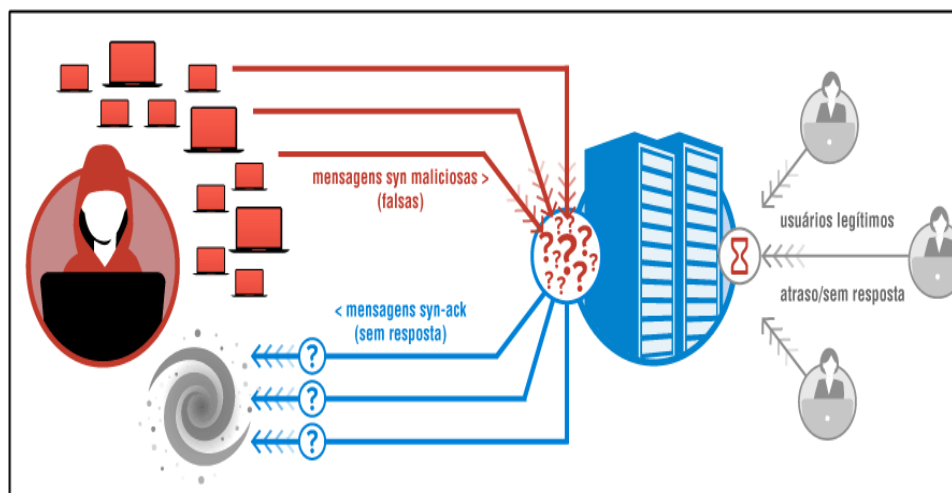 mensagens syn maliciosas >
(falsas)
< mensagens syn-ack
(sem resposta)
?
?
?
usuários legítimos
atraso/sem resposta